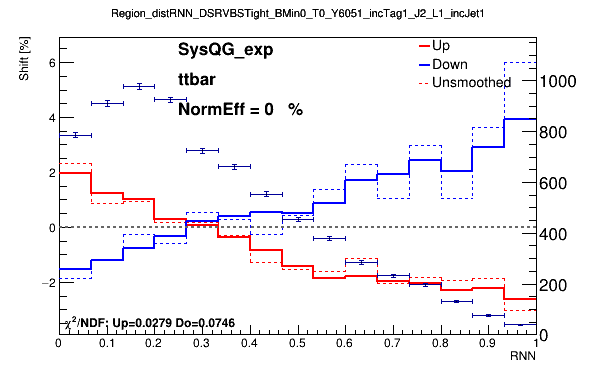 Region_distRNN_DSRVBSTight_BMin0_T0_Y6051_incTag1_J2_L1_incJet1
Shift [%]
SysQG_exp
ttbar
NormEff = 0 %
Up
Down
Unsmoothed
6
4
2
0
−2
1000
800
600
400
200
0
χ²/NDF: Up=0.0279 Do=0.0746
0 0.1 0.2 0.3 0.4 0.5 0.6 0.7 0.8 0.9 1
RNN